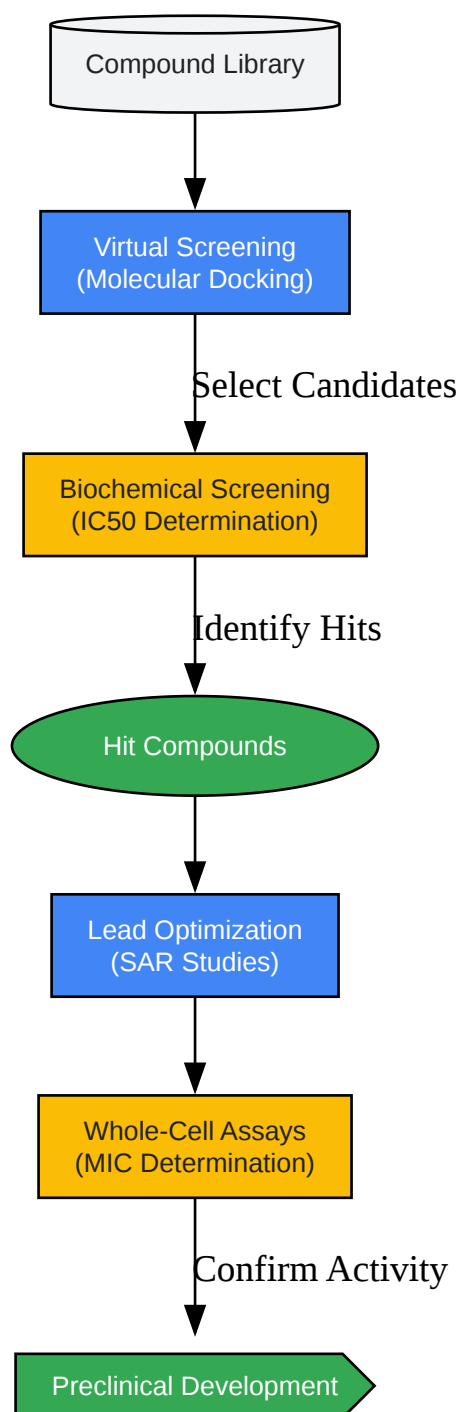 Compound Library
Virtual Screening
(Molecular Docking)
Select Candidates
Biochemical Screening
(IC50 Determination)
Identify Hits
Hit Compounds
Lead Optimization
(SAR Studies)
Whole-Cell Assays
(MIC Determination)
Confirm Activity
Preclinical Development